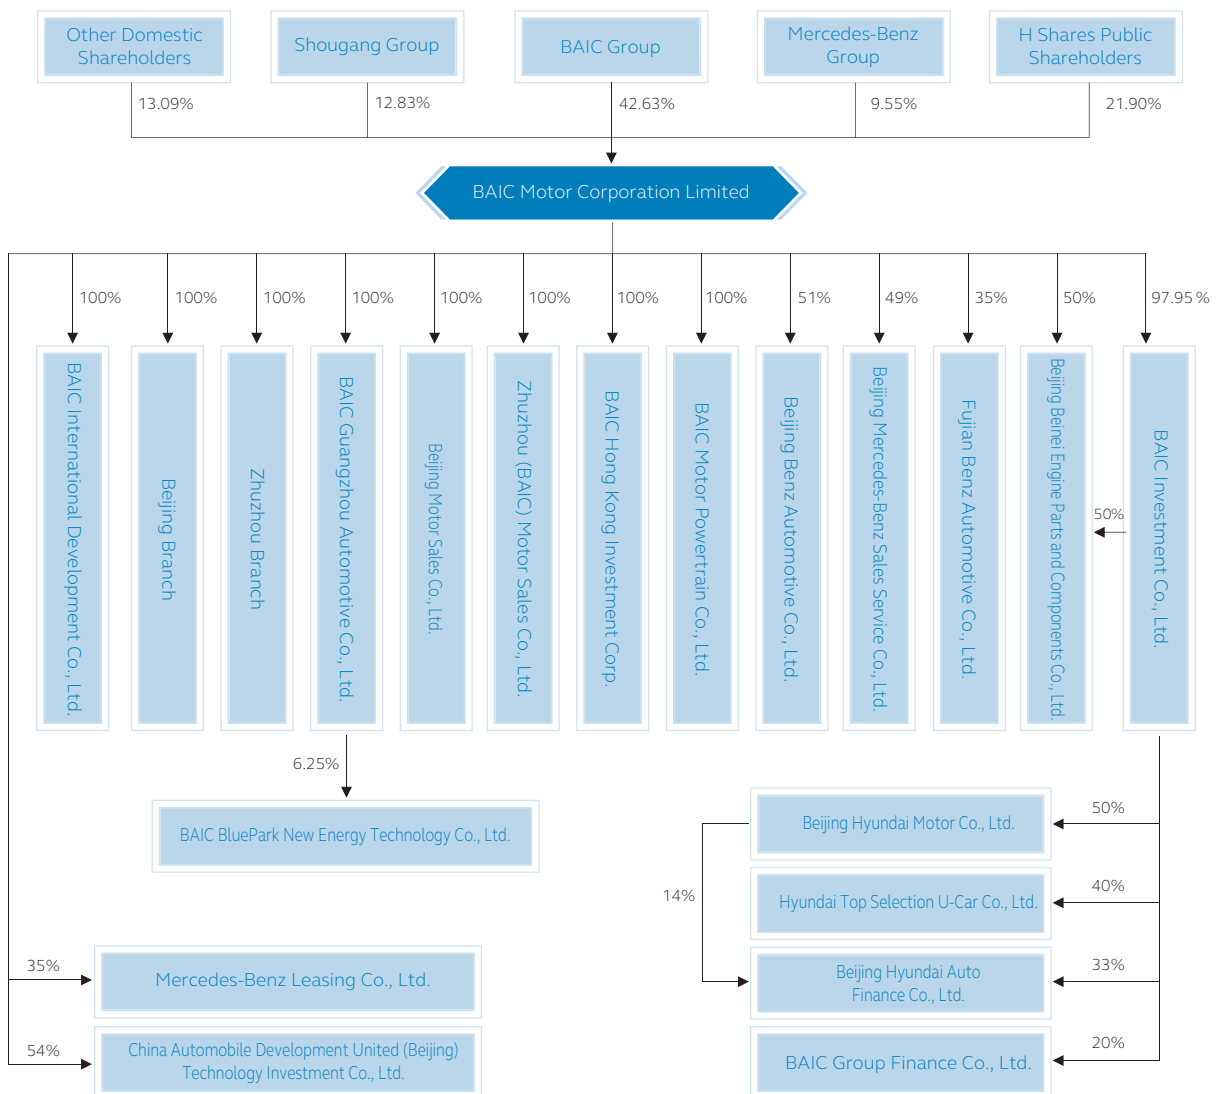 Other Domestic
Shareholders
Shougang Group
BAIC Group
Mercedes-Benz
Group
H Shares Public
Shareholders
13.09%
12.83%
42.63%
9.55%
21.90%
BAIC Motor Corporation Limited
100%
100%
100%
100%
100%
100%
100%
100%
51%
49%
35%
50%
97.95%
BAIC International Development Co., Ltd.
Beijing Branch
Zhuzhou Branch
BAIC Guangzhou Automotive Co., Ltd.
Beijing Motor Sales Co., Ltd.
Zhuzhou (BAIC) Motor Sales Co., Ltd.
BAIC Hong Kong Investment Corp.
BAIC Motor Powertrain Co., Ltd.
Beijing Benz Automotive Co., Ltd.
Beijing Mercedes-Benz Sales Service Co., Ltd.
Fujian Benz Automotive Co., Ltd.
Beijing Beinei Engine Parts and Components Co., Ltd.
50%
BAIC Investment Co., Ltd.
6.25%
BAIC BluePark New Energy Technology Co., Ltd.
Beijing Hyundai Motor Co., Ltd.
50%
14%
Hyundai Top Selection U-Car Co., Ltd.
40%
35%
Mercedes-Benz Leasing Co., Ltd.
Beijing Hyundai Auto
Finance Co., Ltd.
33%
54%
China Automobile Development United (Beijing)
Technology Investment Co., Ltd.
BAIC Group Finance Co., Ltd.
20%